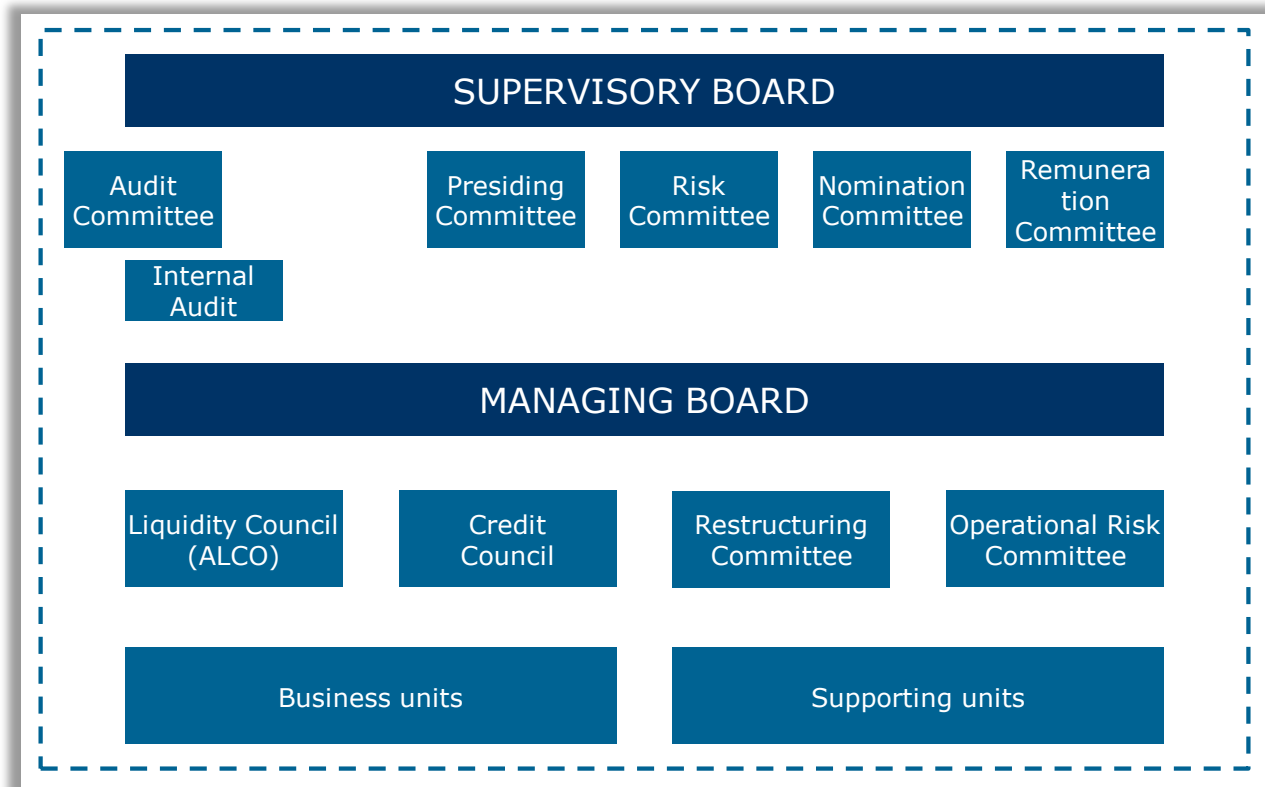 SUPERVISORY BOARD
Audit
Committee
Presiding
Committee
Risk
Committee
Nomination
Committee
Remunera
tion
Committee
Internal
Audit
MANAGING BOARD
Liquidity Council
(ALCO)
Credit
Council
Restructuring
Committee
Operational Risk
Committee
Business units
Supporting units